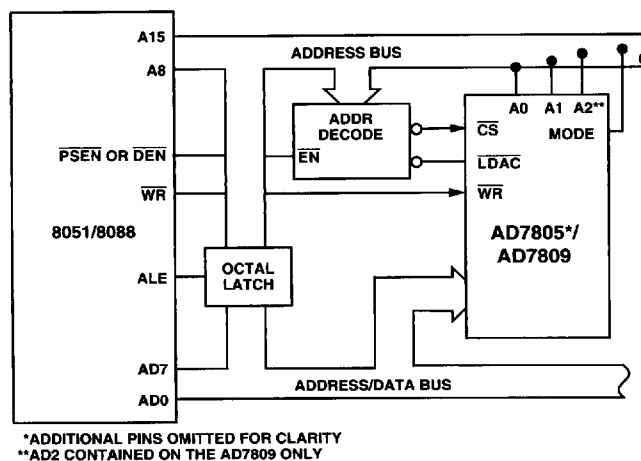 A15
ADDRESS BUS
A8
A0 A1 A2**
ADDR
DECODE
CS
MODE
PSEN OR DEN
EN
LDAC
WR
WR
8051/8088
AD7805*/
AD7809
ALE
OCTAL
LATCH
AD7
ADDRESS/DATA BUS
AD0
*ADDITIONAL PINS OMITTED FOR CLARITY
**AD2 CONTAINED ON THE AD7809 ONLY